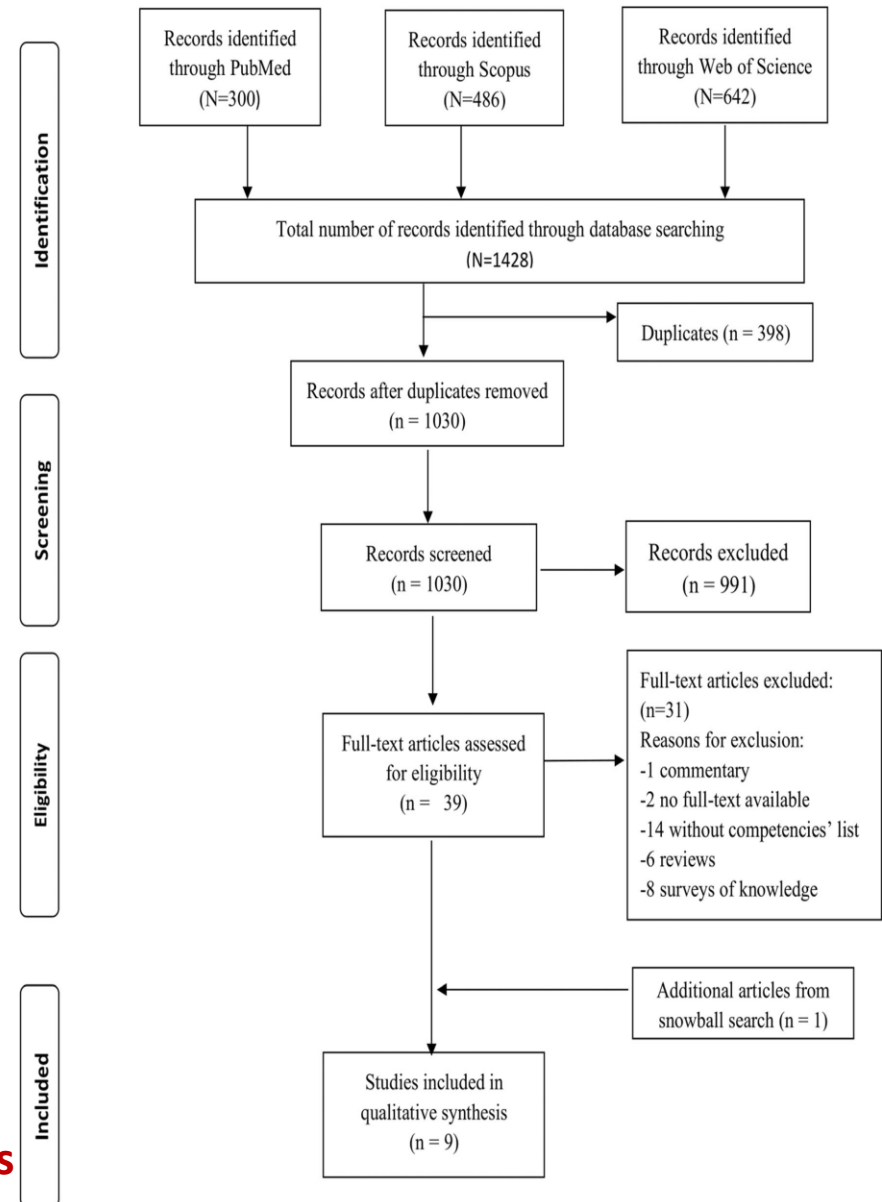 Identification
Records identified
through PubMed
(N=300)
Records identified
through Scopus
(N=486)
Records identified
through Web of Science
(N=642)
Total number of records identified through database searching
(N=1428)
Duplicates (n = 398)
Records after duplicates removed
(n = 1030)
Screening
Records screened
(n = 1030)
Records excluded
(n = 991)
Eligibility
Full-text articles assessed
for eligibility
(n = 39)
Full-text articles excluded:
(n=31)
Reasons for exclusion:
-1 commentary
-2 no full-text available
-14 without competencies’ list
-6 reviews
-8 surveys of knowledge
Included
Additional articles from
snowball search (n = 1)
Studies included in
qualitative synthesis
(n = 9)
s